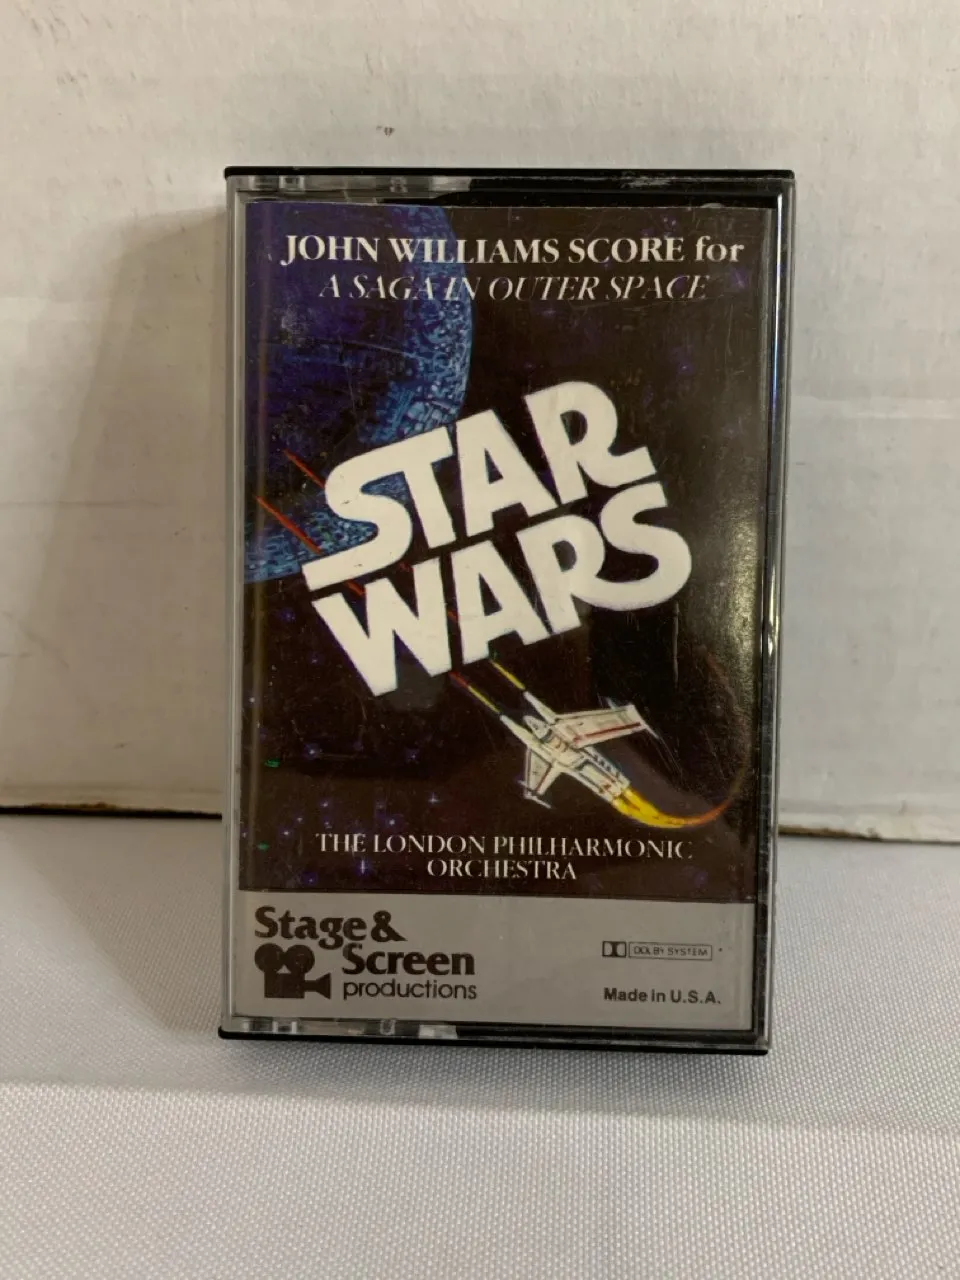 JOHN WILLIAMS SCORE for
A SAGA IN OUTER SPACE
STAR
WARS
THE LONDON PHILHARMONIC
ORCHESTRA
Stage &
Screen
productions
DOLBY SYSTEM
Made in U.S.A.